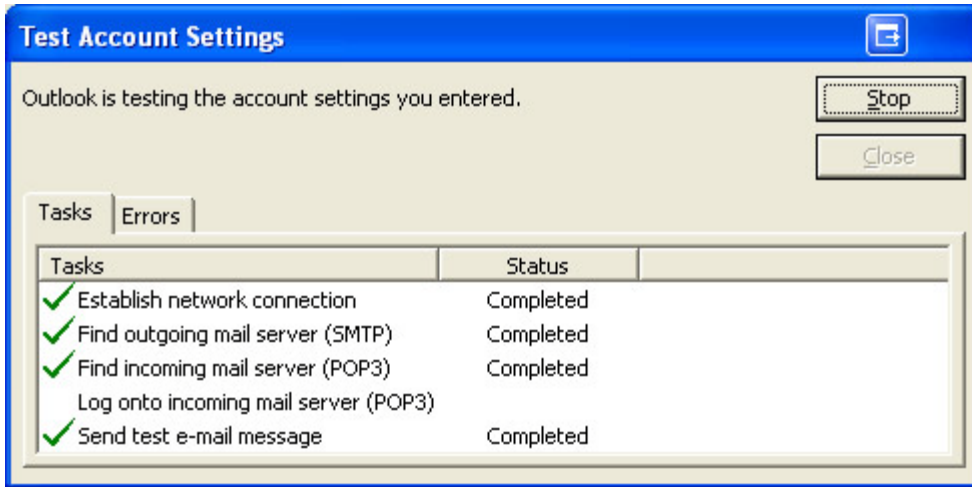 Test Account Settings
Outlook is testing the account settings you entered.
Stop
Close
Tasks Errors
Tasks Status
Establish network connection Completed
Find outgoing mail server (SMTP) Completed
Find incoming mail server (POP3) Completed
Log onto incoming mail server (POP3)
Send test e-mail message Completed